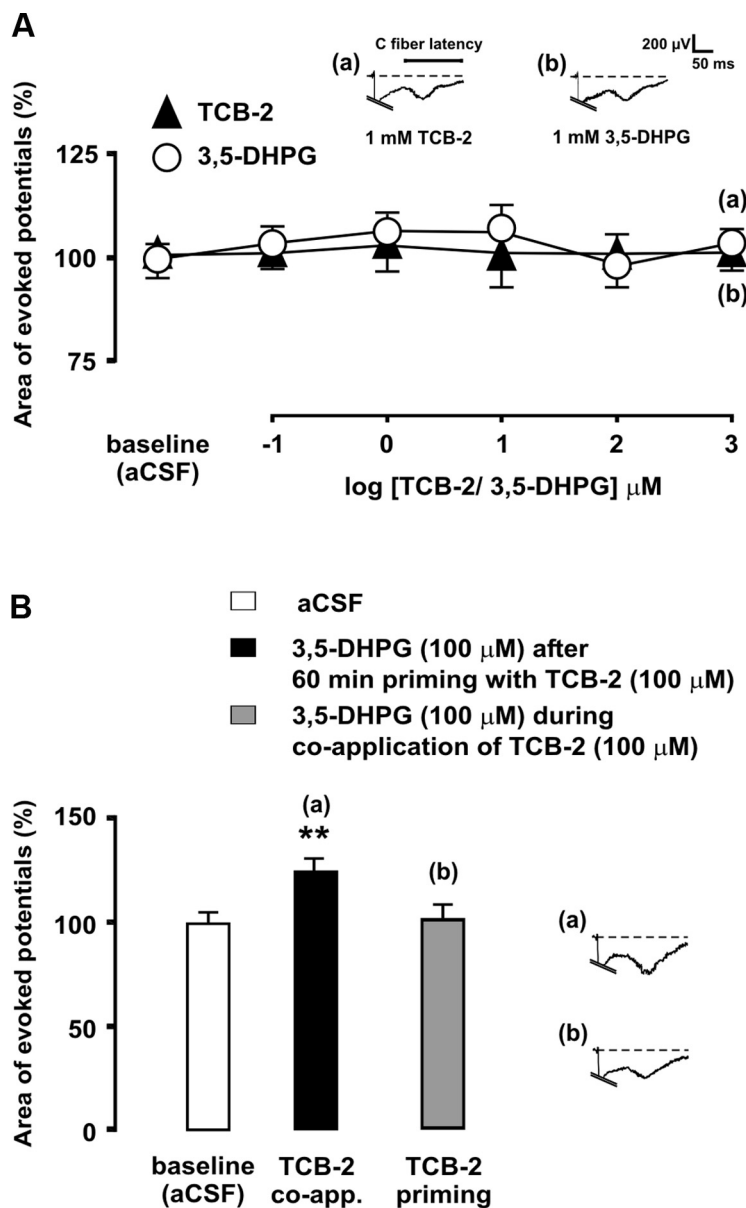 A
C fiber latency
(a)
(b)
200 µV
50 ms
1 mM TCB-2
1 mM 3,5-DHPG
TCB-2
3,5-DHPG
Area of evoked potentials (%)
125
100
75
(a)
(b)
baseline
(aCSF)
-1 0 1 2 3
log [TCB-2/ 3,5-DHPG] µM
B
aCSF
3,5-DHPG (100 µM) after
60 min priming with TCB-2 (100 µM)
3,5-DHPG (100 µM) during
co-application of TCB-2 (100 µM)
Area of evoked potentials (%)
150
100
50
0
(a)
**
(b)
(a)
(b)
baseline
(aCSF)
TCB-2
co-app.
TCB-2
priming